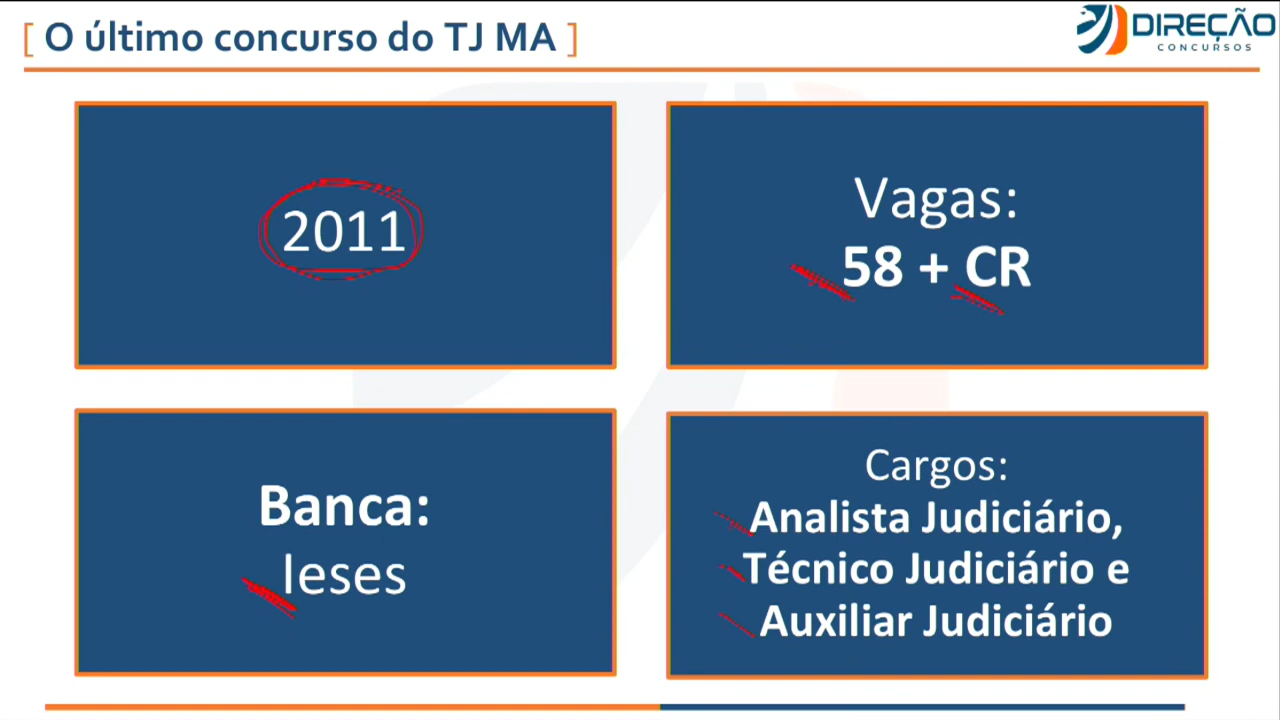 [ O último concurso do TJ MA ]
DIREÇÃO
CONCURSOS
2011
Vagas:
58 + CR
Banca:
Ieses
Cargos:
Analista Judiciário,
Técnico Judiciário e
Auxiliar Judiciário